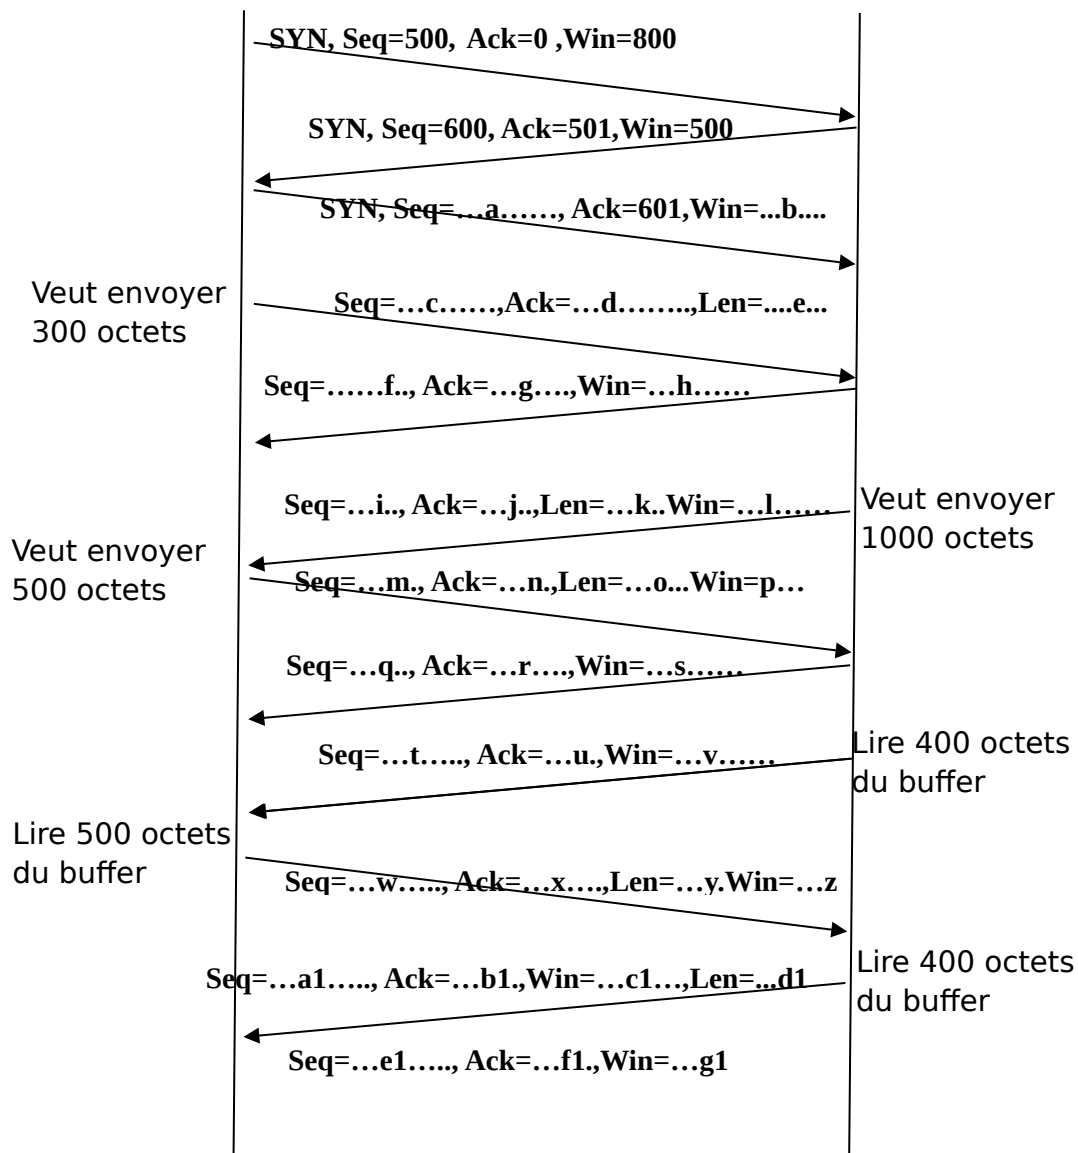 SYN, Seq=500, Ack=0 ,Win=800
SYN, Seq=600, Ack=501,Win=500
SYN, Seq=…a……, Ack=601,Win=...b....
Veut envoyer
300 octets
Seq=…c……,Ack=…d……..,Len=....e...
Seq=……f.., Ack=…g….,Win=…h……
Seq=…i.., Ack=…j..,Len=…k..Win=…l……
Veut envoyer
1000 octets
Veut envoyer
500 octets
Seq=…m., Ack=…n.,Len=…o...Win=p…
Seq=…q.., Ack=…r….,Win=…s……
Seq=…t….., Ack=…u.,Win=…v……
Lire 400 octets
du buffer
Lire 500 octets
du buffer
Seq=…w….., Ack=…x….,Len=…y.Win=…z
Seq=…a1….., Ack=…b1.,Win=…c1…,Len=...d1
Lire 400 octets
du buffer
Seq=…e1….., Ack=…f1.,Win=…g1